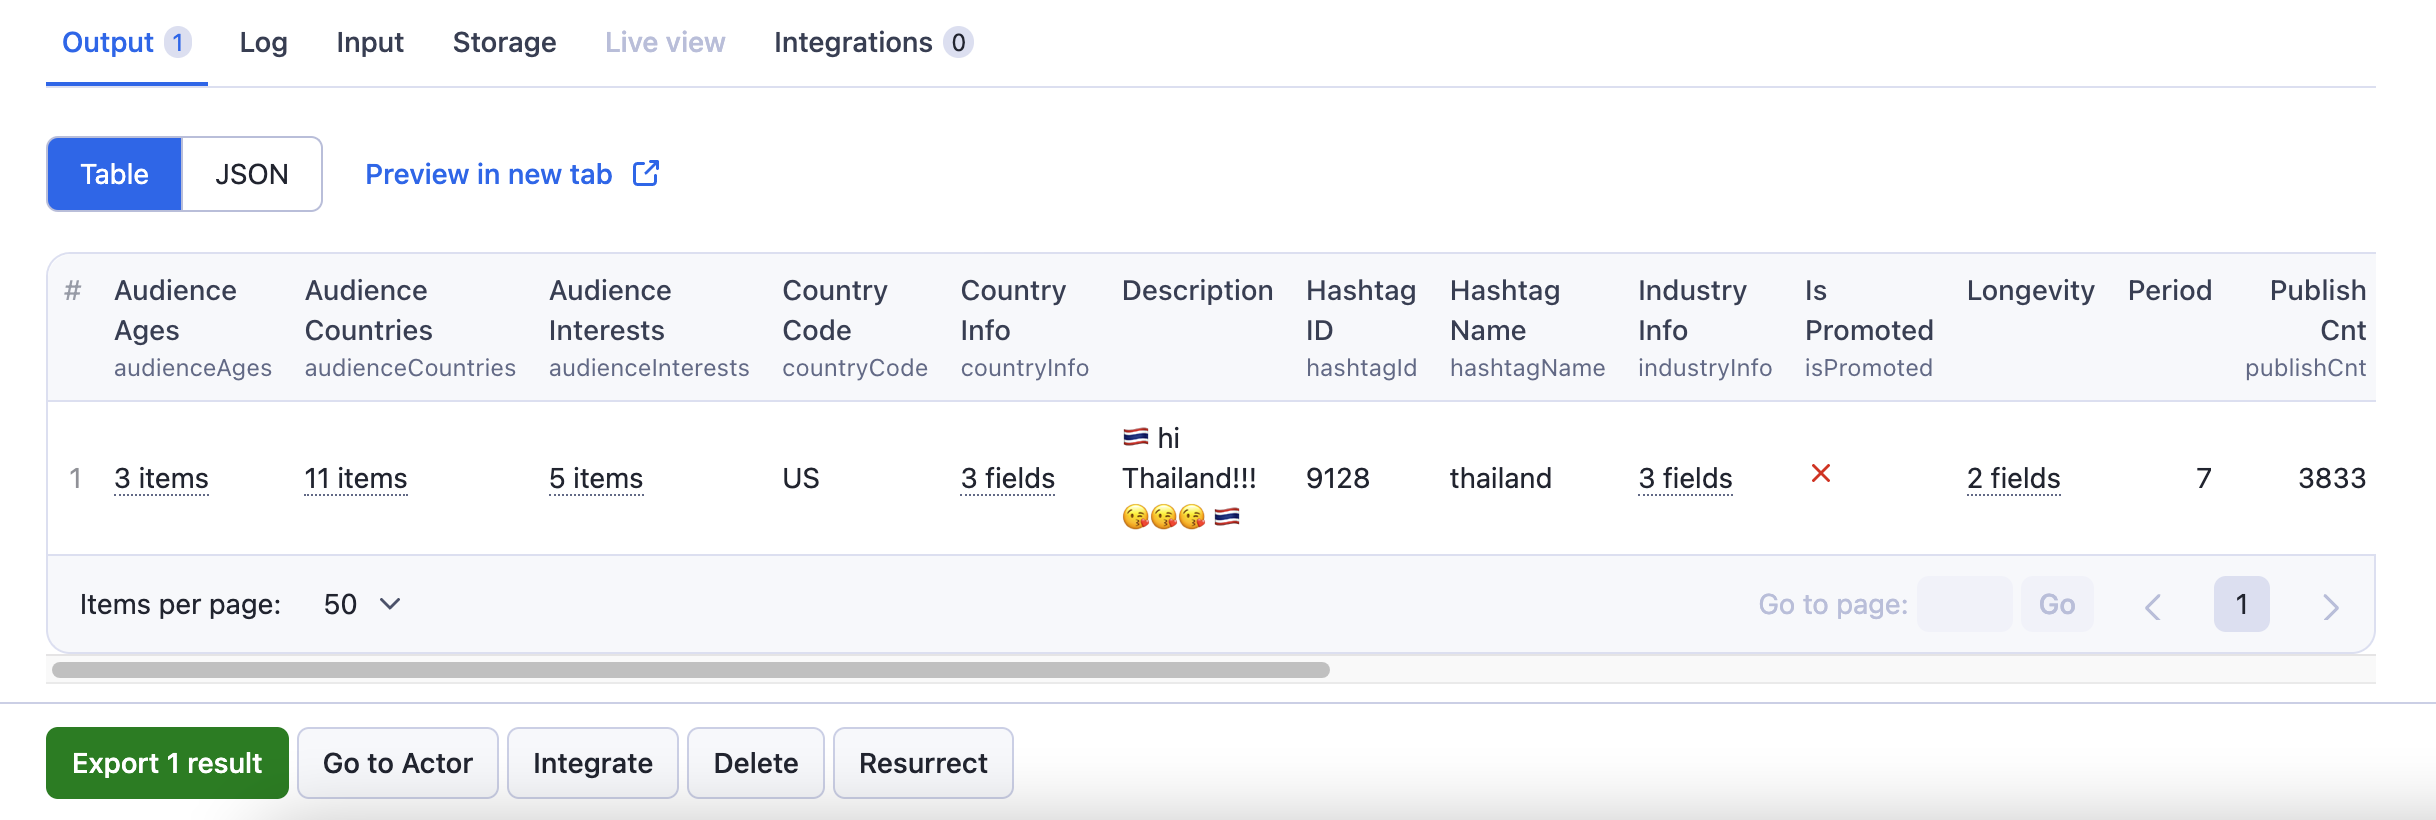 Output 1 Log Input Storage Live view Integrations 0
Table JSON Preview in new tab
# Audience Ages audienceAges Audience Countries audienceCountries Audience Interests audienceInterests Country Code countryCode Country Info countryInfo Description Hashtag ID hashtagId Hashtag Name hashtagName Industry Info industryInfo Is Promoted isPromoted Longevity Period Publish Cnt publishCnt
1 3 items 11 items 5 items US 3 fields 🇹🇭 hi Thailand!!! 😘😘😘 🇹🇭 9128 thailand 3 fields ✕ 2 fields 7 3833
Items per page: 50 Go to page: Go 1
Export 1 result Go to Actor Integrate Delete Resurrect